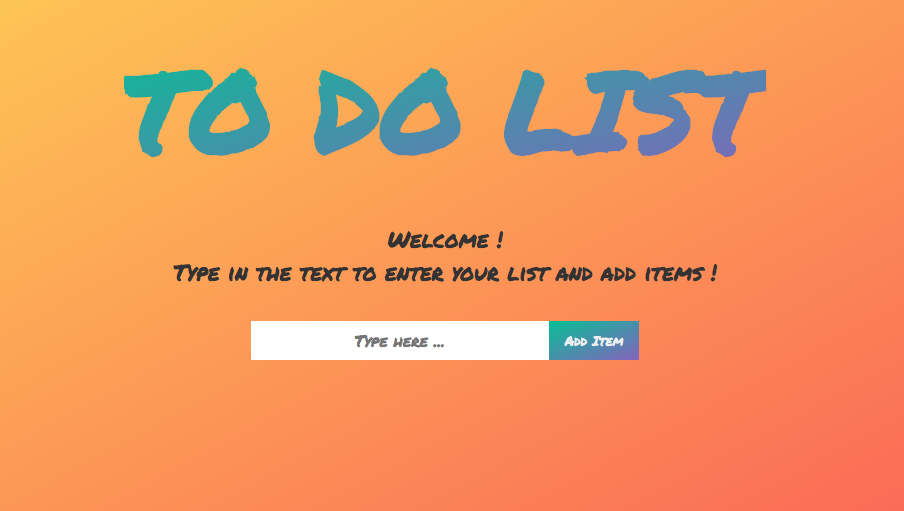 TO DO LIST
Welcome !
Type in the text to enter your list and add items !
Type here ...
Add Item